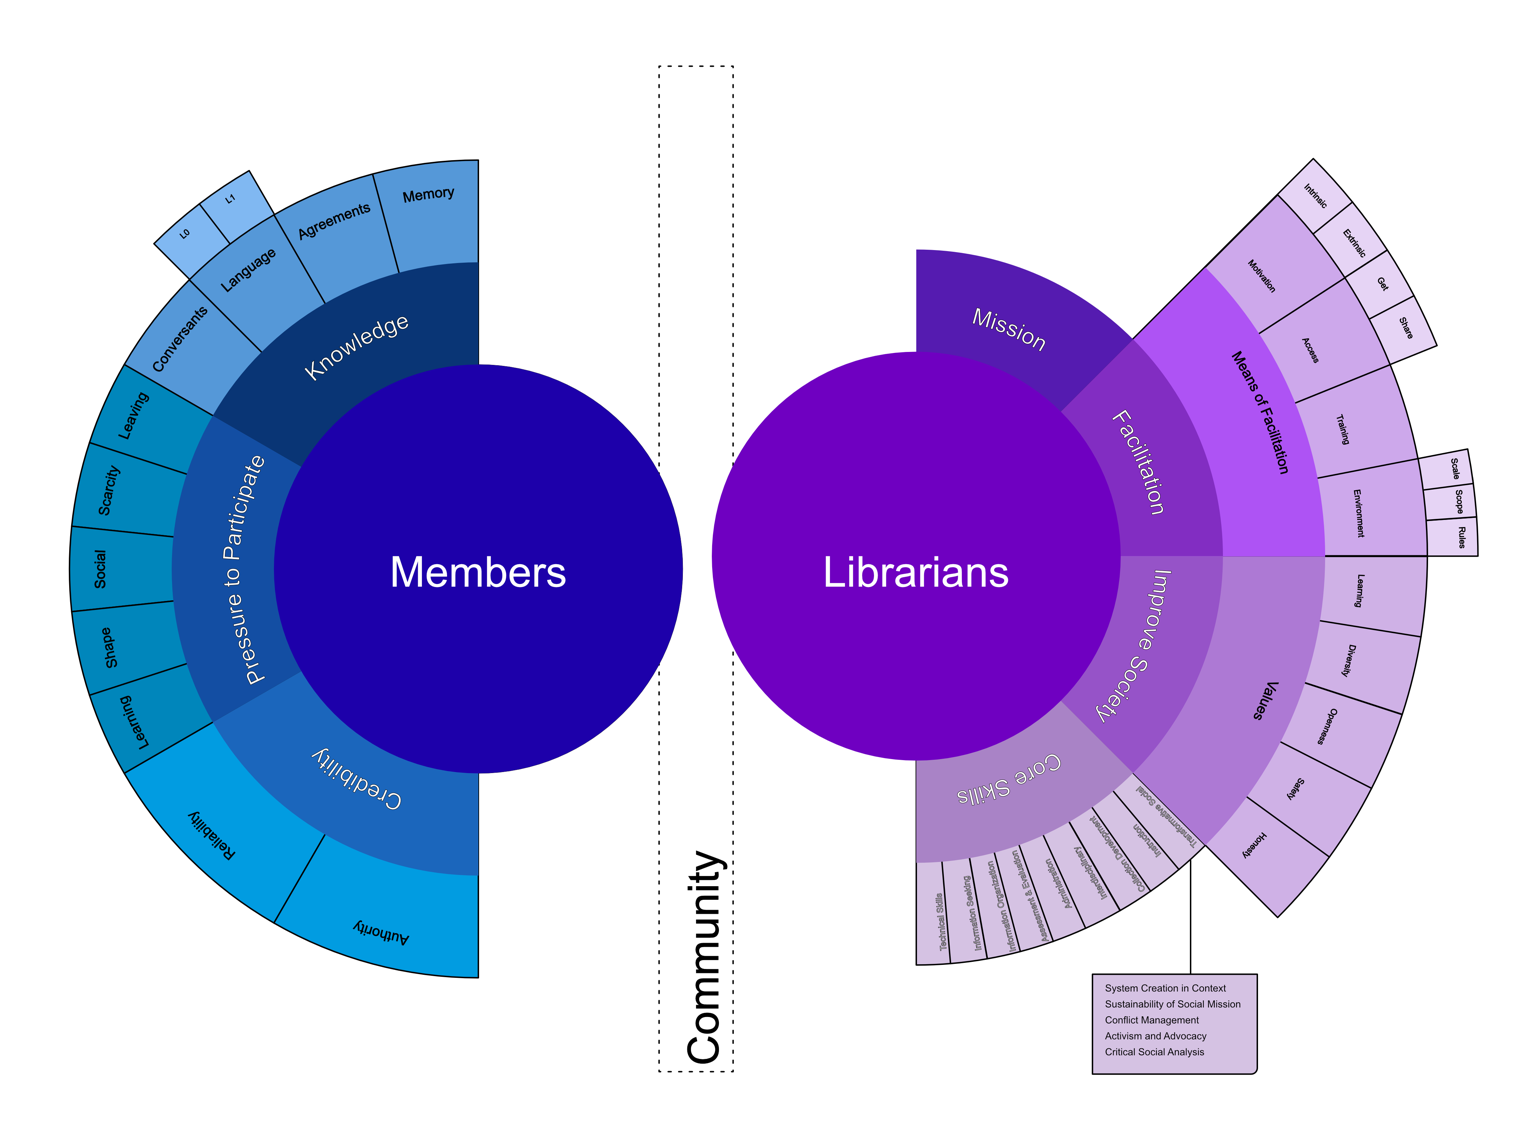 Members
Knowledge
Memory
Agreements
Language
L1
L0
Conversants
Pressure to Participate
Leaving
Scarcity
Social
Shape
Learning
Credibility
Reliability
Authority
Community
Librarians
Mission
Facilitation
Means of Facilitation
Motivation
Intrinsic
Extrinsic
Access
Get
Share
Training
Environment
Scale
Scope
Rules
Improve Society
Values
Learning
Diversity
Openness
Safety
Honesty
Core Skills
Transformative Social
Instruction
Collection Development
Interdisciplinary
Administration
Assessment & Evaluation
Information Organization
Information Seeking
Technical Skills
System Creation in Context
Sustainability of Social Mission
Conflict Management
Activism and Advocacy
Critical Social Analysis